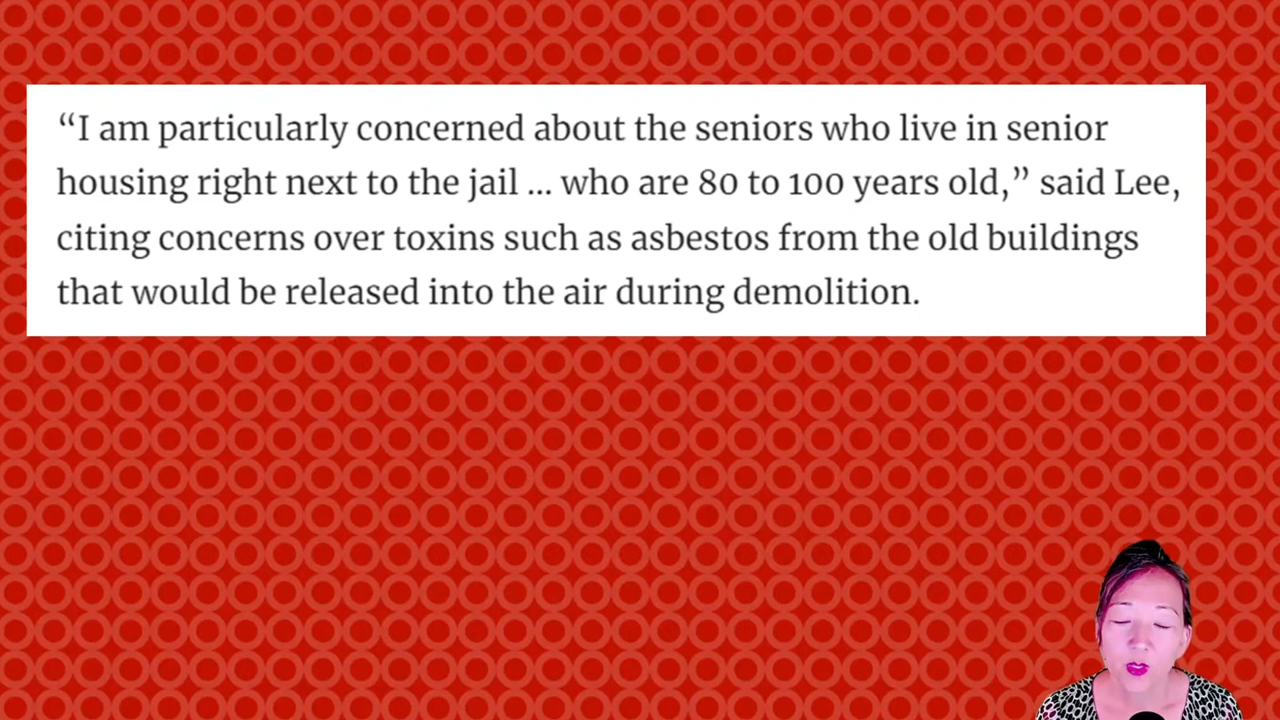 “I am particularly concerned about the seniors who live in senior
housing right next to the jail ... who are 80 to 100 years old,” said Lee,
citing concerns over toxins such as asbestos from the old buildings
that would be released into the air during demolition.